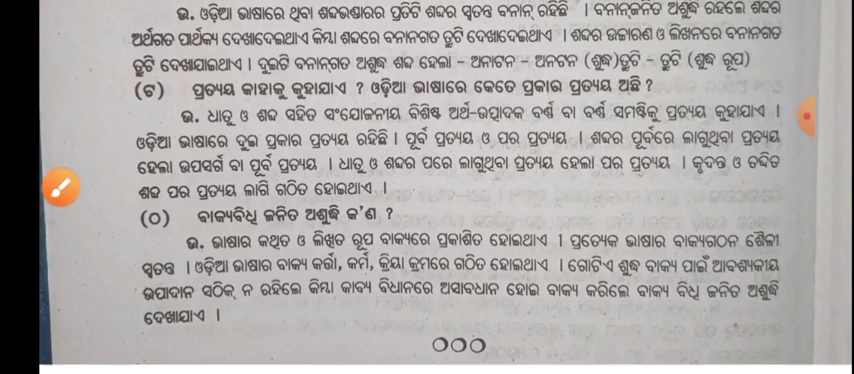 ଉ. ଓଡ଼ିଆ ଭାଷାରେ ଥିବା ଶବ୍ଦଭଣ୍ଡାରର ପ୍ରତିଟି ଶବ୍ଦର ସ୍ୱତନ୍ତ୍ର ବନାନ୍ ରହିଛି । ବନାନ୍‌ଜନିତ ଅଶୁଦ୍ଧି ରହଲେ ଶବ୍ଦର
ଅର୍ଥଗତ ପାର୍ଥକ୍ୟ ଦେଖାଦେଇଥାଏ କିମ୍ବା ଶବ୍ଦରେ ବନାନଗତ ତ୍ରୁଟି ଦେଖାଦେଇଥାଏ । ଶବ୍ଦର ଉଚ୍ଚାରଣ ଓ ଲିଖନରେ ବନାନଗତ
ତ୍ରୁଟି ଦେଖାଯାଇଥାଏ । ଦୁଇଟି ବନାନ୍‌ଗତ ଅଶୁଦ୍ଧ ଶବ୍ଦ ହେଲା – ଅନାଟନ – ଅନଟନ (ଶୁଦ୍ଧ) ତୃଟି – ତ୍ରୁଟି (ଶୁଦ୍ଧ ରୂପ)
(ଟ) ପ୍ରତ୍ୟୟ କାହାକୁ କୁହାଯାଏ ? ଓଡ଼ିଆ ଭାଷାରେ କେତେ ପ୍ରକାର ପ୍ରତ୍ୟୟ ଅଛି ?
ଉ. ଧାତୁ ଓ ଶବ୍ଦ ସହିତ ସଂଯୋଜନୀୟ ବିଶିଷ୍ଟ ଅର୍ଥ-ଉତ୍ପାଦକ ବର୍ଣ୍ଣ ବା ବର୍ଣ୍ଣ ସମଷ୍ଟିକୁ ପ୍ରତ୍ୟୟ କୁହାଯାଏ ।
ଓଡ଼ିଆ ଭାଷାରେ ଦୁଇ ପ୍ରକାର ପ୍ରତ୍ୟୟ ରହିଛି । ପୂର୍ବ ପ୍ରତ୍ୟୟ ଓ ପର ପ୍ରତ୍ୟୟ । ଶବ୍ଦର ପୂର୍ବରେ ଲାଗୁଥିବା ପ୍ରତ୍ୟୟ
ହେଲା ଉପସର୍ଗ ବା ପୂର୍ବ ପ୍ରତ୍ୟୟ । ଧାତୁ ଓ ଶବ୍ଦର ପରେ ଲାଗୁଥିବା ପ୍ରତ୍ୟୟ ହେଲା ପର ପ୍ରତ୍ୟୟ । କୃଦନ୍ତ ଓ ତଦ୍ଧିତ
ଶବ୍ଦ ପର ପ୍ରତ୍ୟୟ ଲାଗି ଗଠିତ ହୋଇଥାଏ ।
(ଠ) ବାକ୍ୟବିଧି ଜନିତ ଅଶୁଦ୍ଧି କ'ଣ ?
ଉ. ଭାଷାର କଥିତ ଓ ଲିଖିତ ରୂପ ବାକ୍ୟରେ ପ୍ରକାଶିତ ହୋଇଥାଏ । ପ୍ରତ୍ୟେକ ଭାଷାର ବାକ୍ୟଗଠନ ଶୈଳୀ
ସ୍ୱତନ୍ତ୍ର । ଓଡ଼ିଆ ଭାଷାର ବାକ୍ୟ କର୍ତ୍ତା, କର୍ମ, କ୍ରିୟା କ୍ରମରେ ଗଠିତ ହୋଇଥାଏ । ଗୋଟିଏ ଶୁଦ୍ଧ ବାକ୍ୟ ପାଇଁ ଆବଶ୍ୟକୀୟ
ଉପାଦାନ ସଠିକ୍ ନ ରହିଲେ କିମ୍ବା କାବ୍ୟ ବିଧାନରେ ଅସାବଧାନ ହୋଇ ବାକ୍ୟ କରିଲେ ବାକ୍ୟ ବିଧି ଜନିତ ଅଶୁଦ୍ଧି
ଦେଖାଯାଏ ।